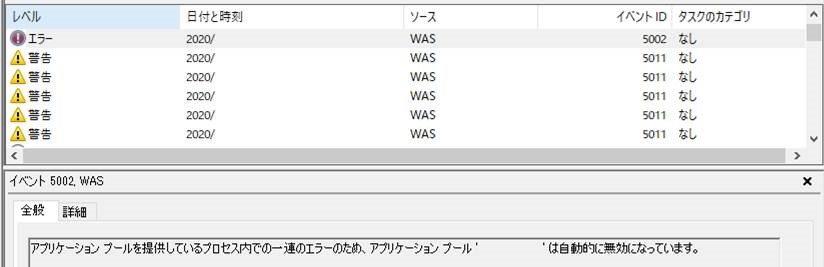 レベル 日付と時刻 ソース イベント ID タスクのカテゴリ
エラー 2020/ WAS 5002 なし
警告 2020/ WAS 5011 なし
警告 2020/ WAS 5011 なし
警告 2020/ WAS 5011 なし
警告 2020/ WAS 5011 なし
警告 2020/ WAS 5011 なし
イベント 5002, WAS
全般 詳細
アプリケーション プールを提供しているプロセス内での一連のエラーのため、アプリケーション プール ' ' は自動的に無効になっています。